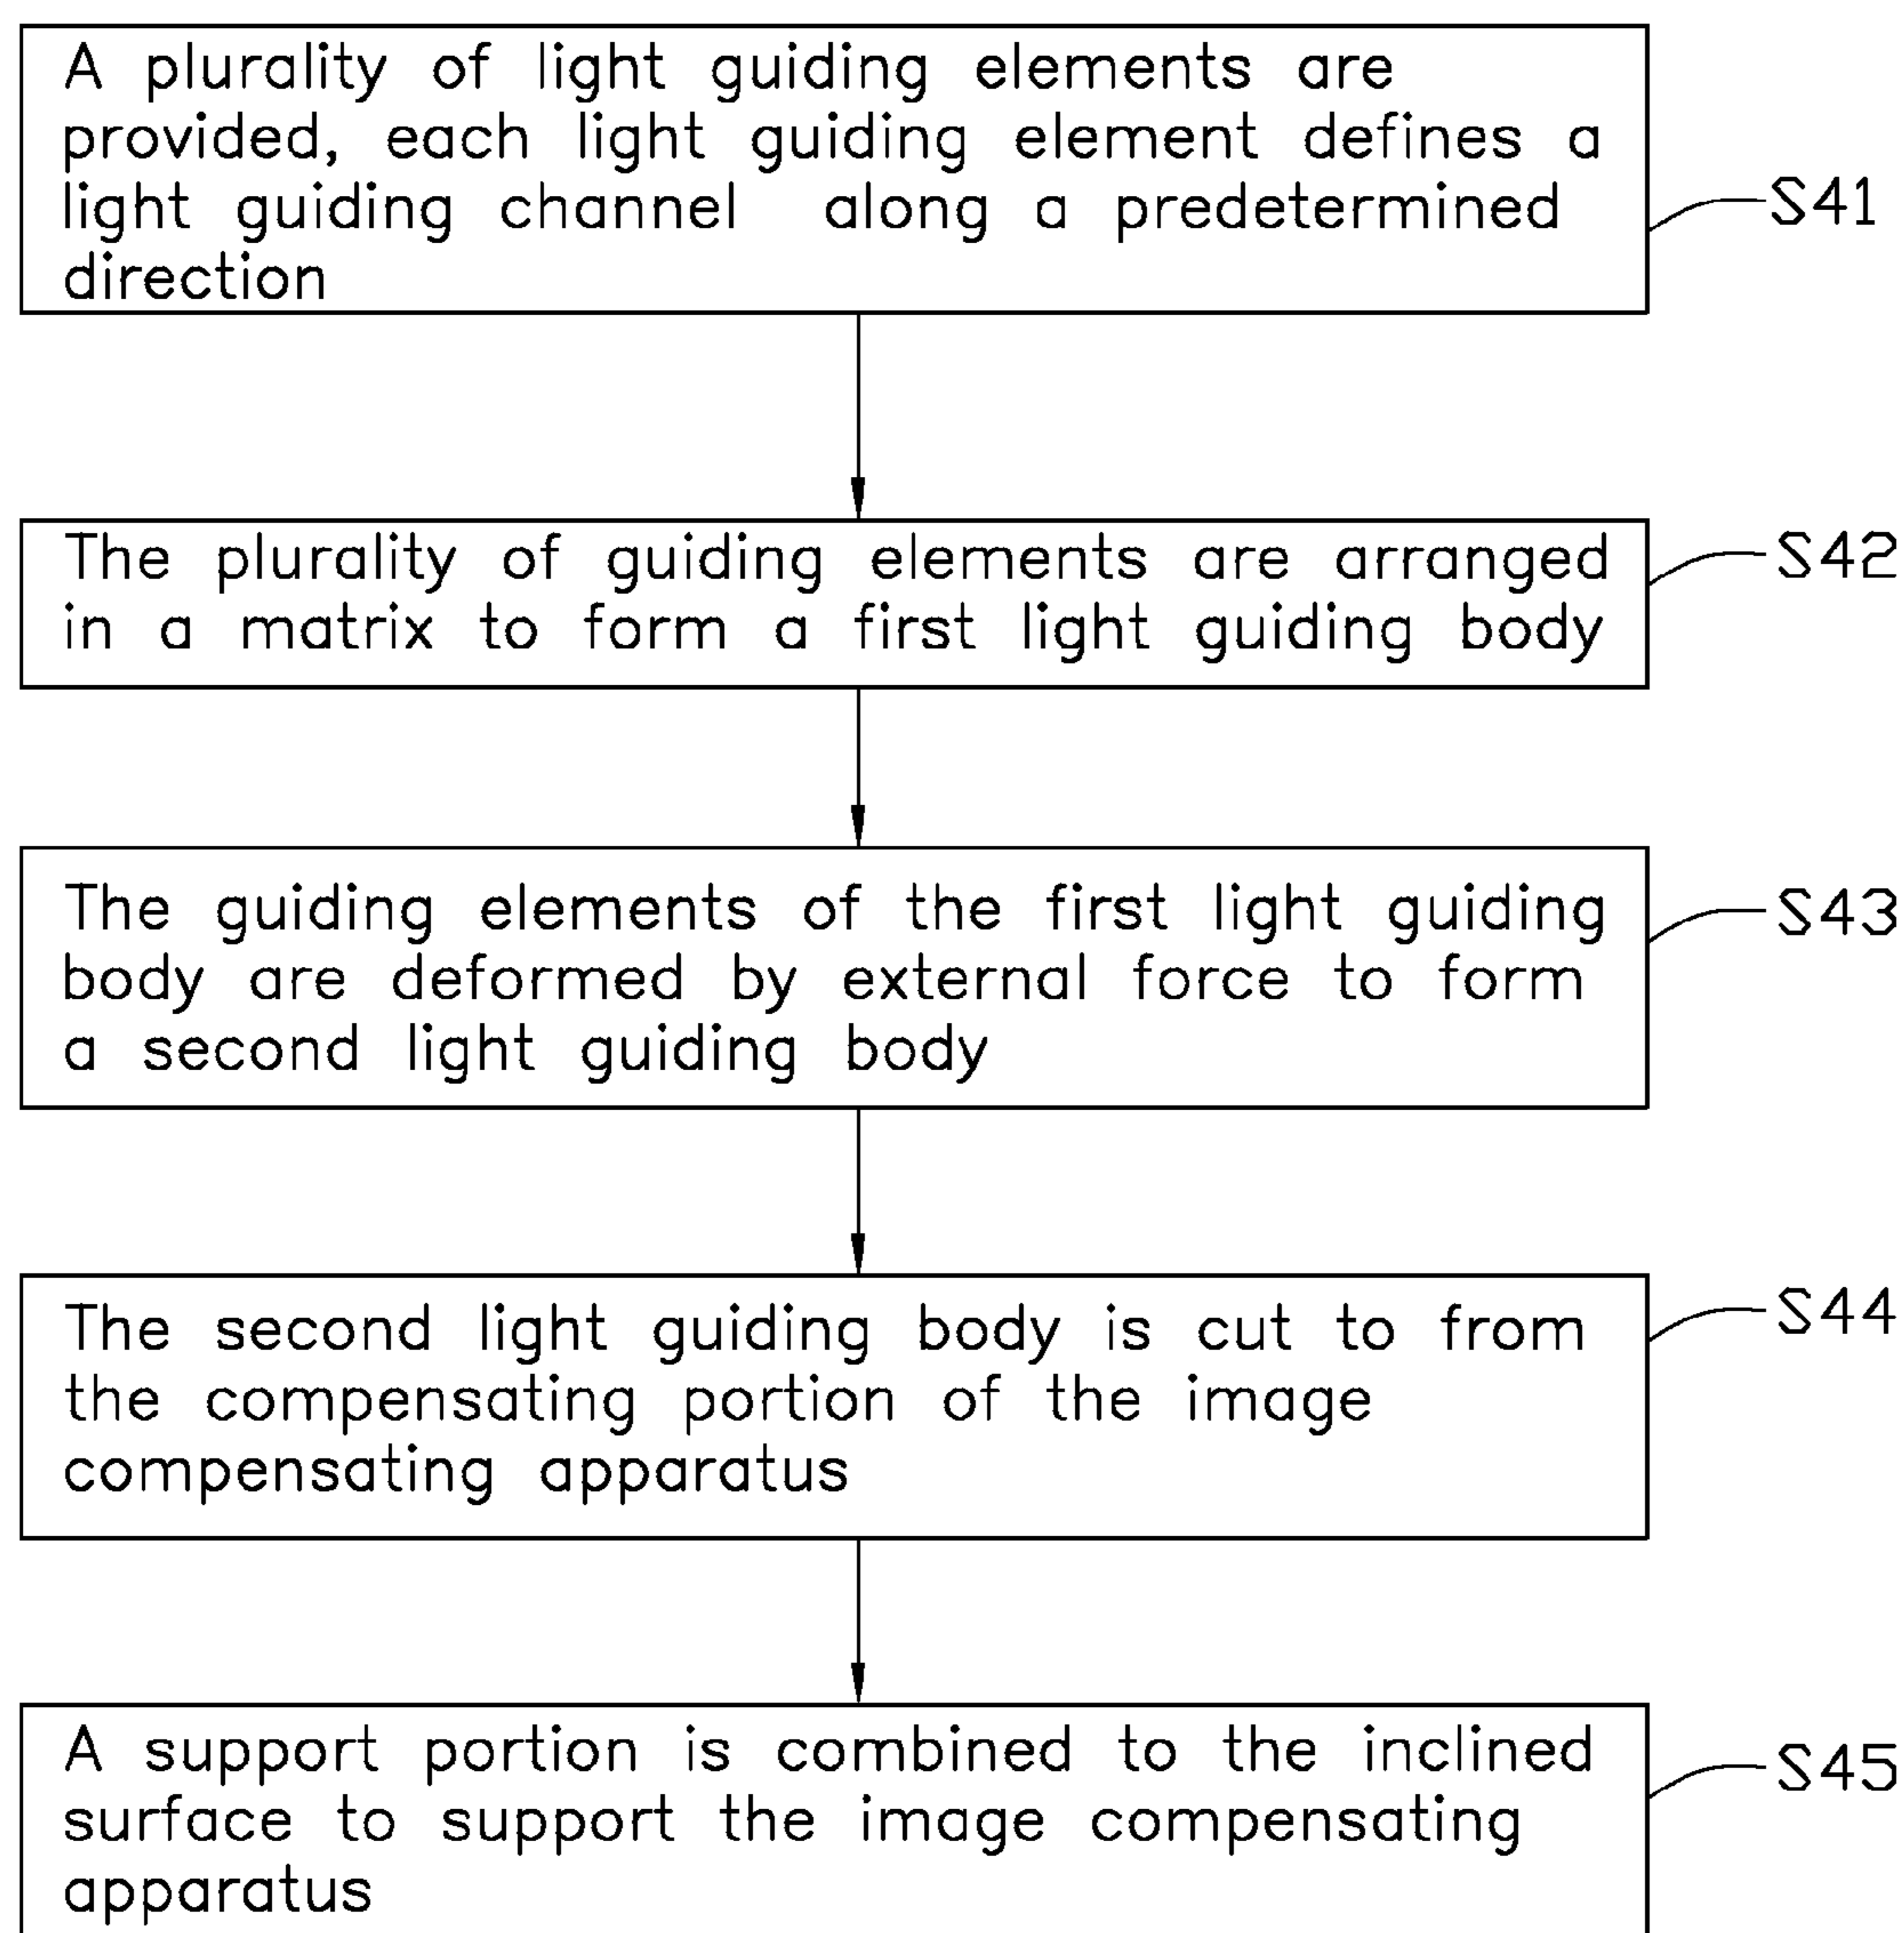 A plurality of light guiding elements are
provided, each light guiding element defines a
light guiding channel along a predetermined
direction
S41
The plurality of guiding elements are arranged
in a matrix to form a first light guiding body
S42
The guiding elements of the first light guiding
body are deformed by external force to form
a second light guiding body
S43
The second light guiding body is cut to from
the compensating portion of the image
compensating apparatus
S44
A support portion is combined to the inclined
surface to support the image compensating
apparatus
S45